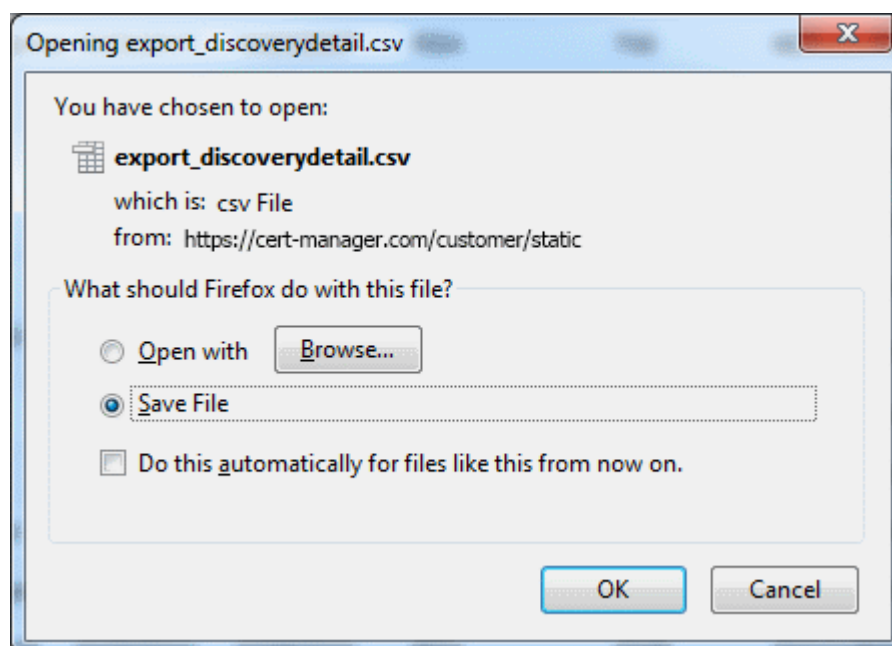 Opening export_discoverydetail.csv
You have chosen to open:
export_discoverydetail.csv
which is: csv File
from: https://cert-manager.com/customer/static
What should Firefox do with this file?
Open with Browse...
Save File
Do this automatically for files like this from now on.
OK Cancel